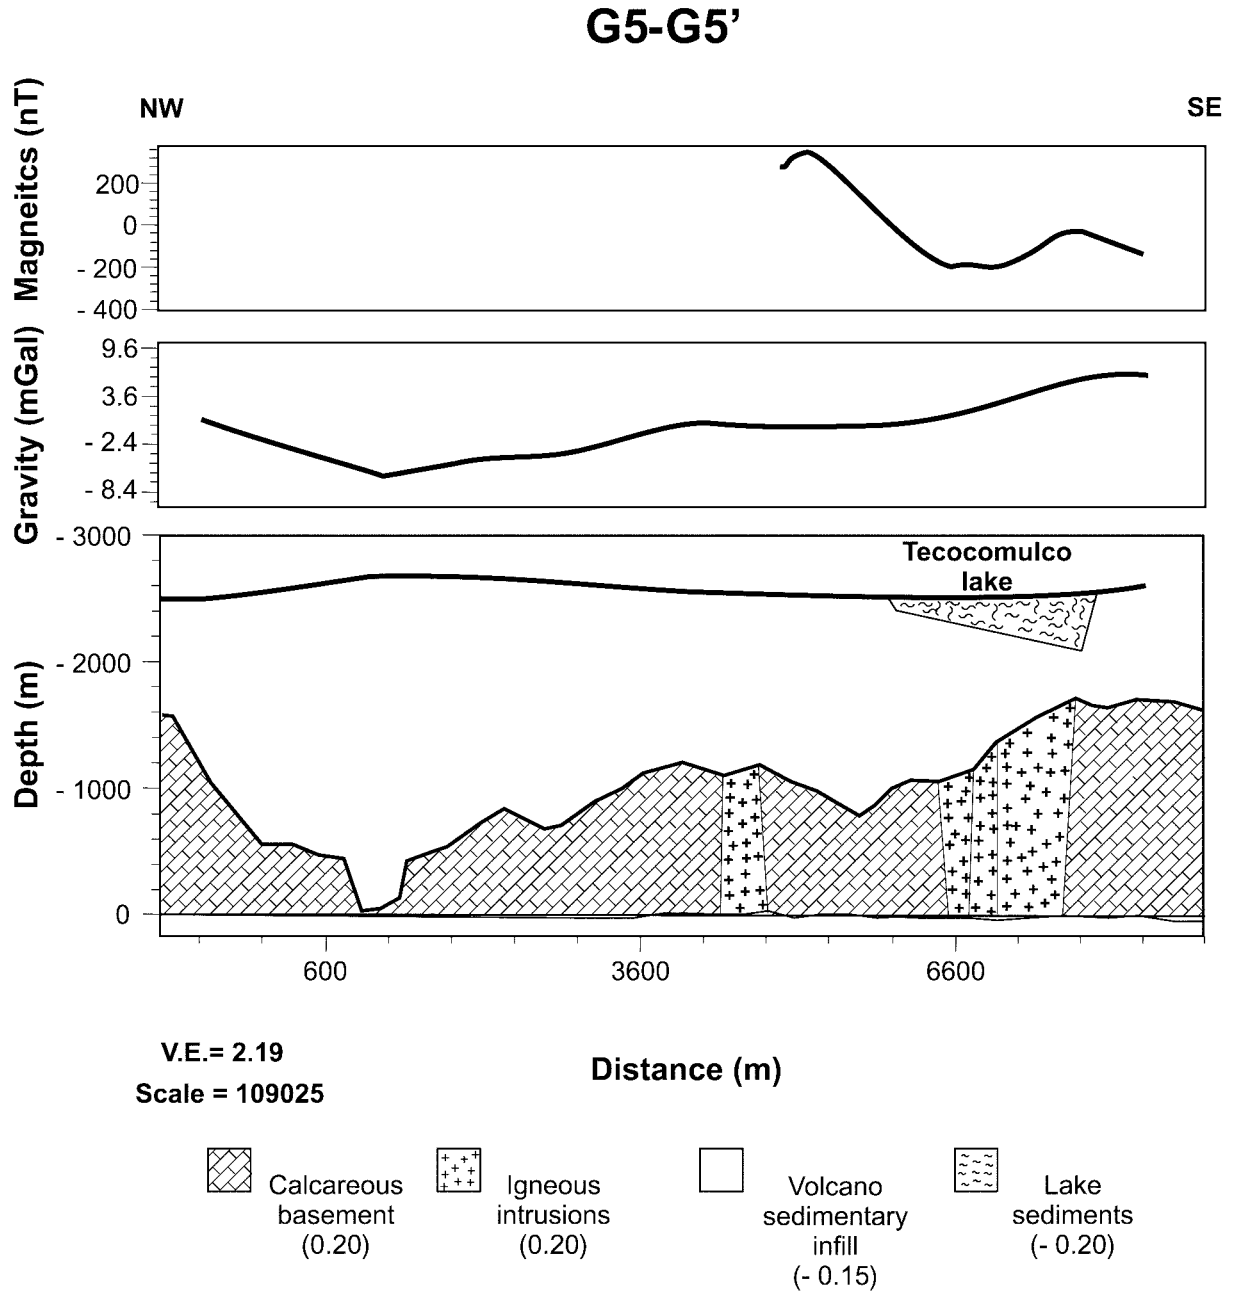 G5-G5’
NW
SE
Magneitcs (nT)
200
0
- 200
- 400
Gravity (mGal)
9.6
3.6
- 2.4
- 8.4
Depth (m)
- 3000
- 2000
- 1000
0
Tecocomulco
lake
600
3600
6600
V.E.= 2.19
Scale = 109025
Distance (m)
Calcareous
basement
(0.20)
Igneous
intrusions
(0.20)
Volcano
sedimentary
infill
(- 0.15)
Lake
sediments
(- 0.20)